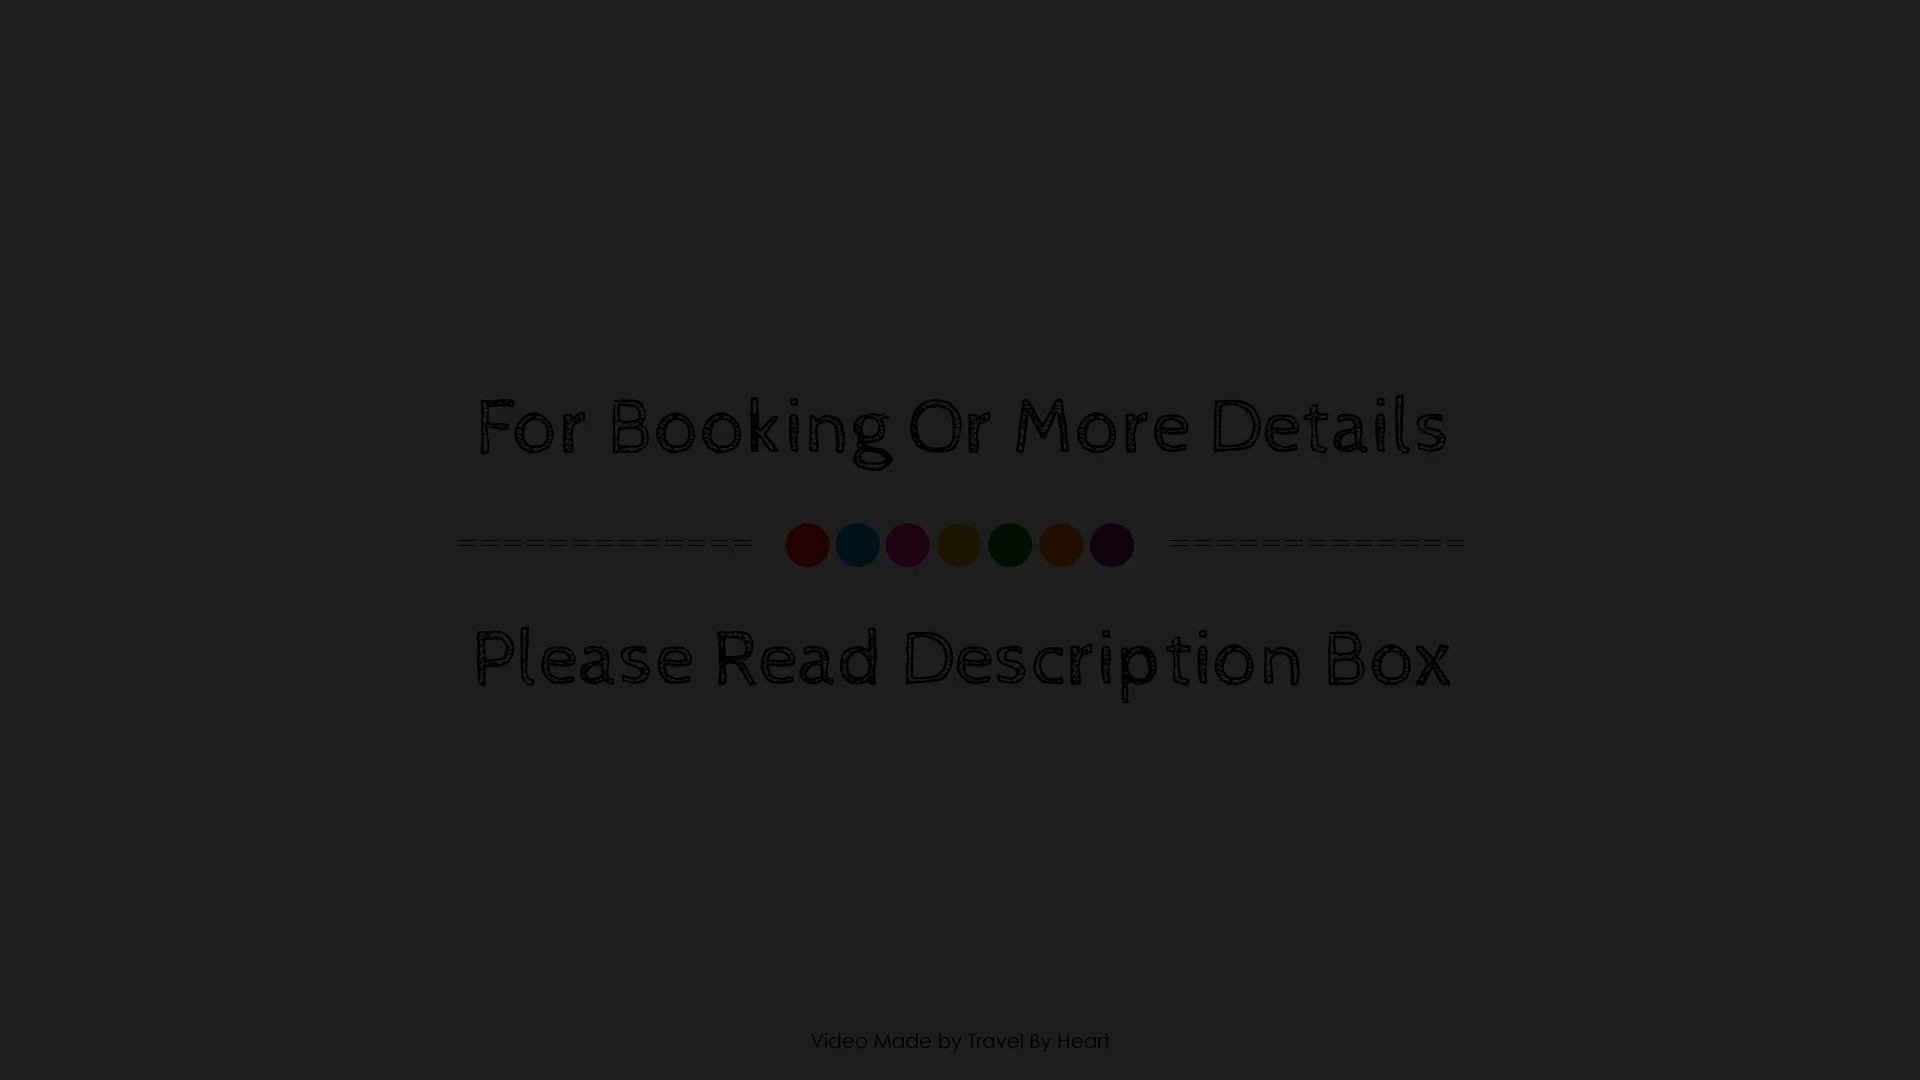 For Booking Or More Details
============= =============
Please Read Description Box
Video Made by Travel By Heart